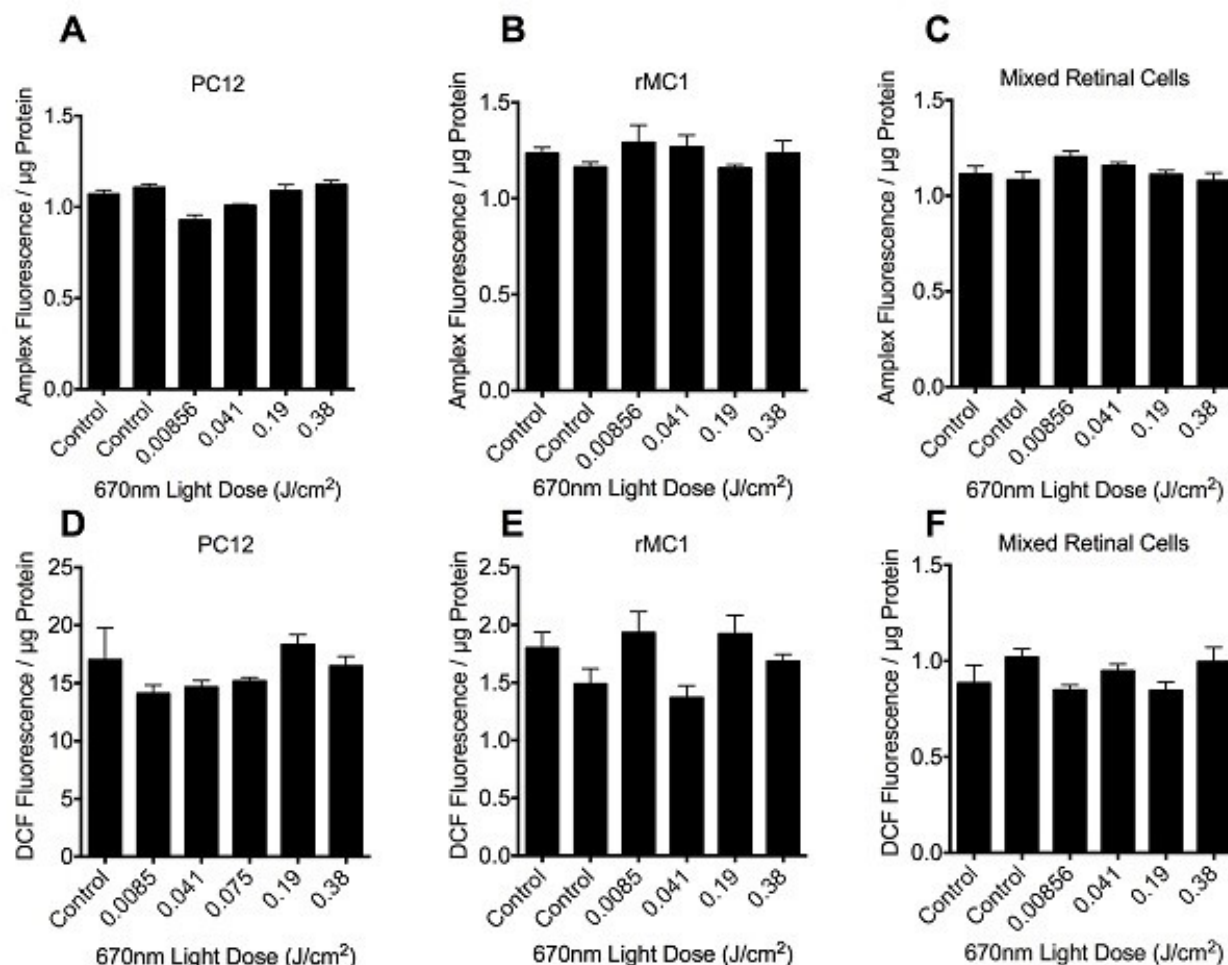 A
PC12
Amplex Fluorescence / µg Protein
1.5
1.0
0.5
0.0
Control
Control
0.00856
0.041
0.19
0.38
670nm Light Dose (J/cm²)
B
rMC1
Amplex Fluorescence / µg Protein
1.5
1.0
0.5
0.0
Control
Control
0.00856
0.041
0.19
0.38
670nm Light Dose (J/cm²)
C
Mixed Retinal Cells
Amplex Fluorescence / µg Protein
1.5
1.0
0.5
0.0
Control
Control
0.00856
0.041
0.19
0.38
670nm Light Dose (J/cm²)
D
PC12
DCF Fluorescence / µg Protein
25
20
15
10
5
0
Control
0.0085
0.041
0.075
0.19
0.38
670nm Light Dose (J/cm²)
E
rMC1
DCF Fluorescence / µg Protein
2.5
2.0
1.5
1.0
0.5
0.0
Control
Control
0.0085
0.041
0.19
0.38
670nm Light Dose (J/cm²)
F
Mixed Retinal Cells
DCF Fluorescence / µg Protein
1.5
1.0
0.5
0.0
Control
Control
0.00856
0.041
0.19
0.38
670nm Light Dose (J/cm²)